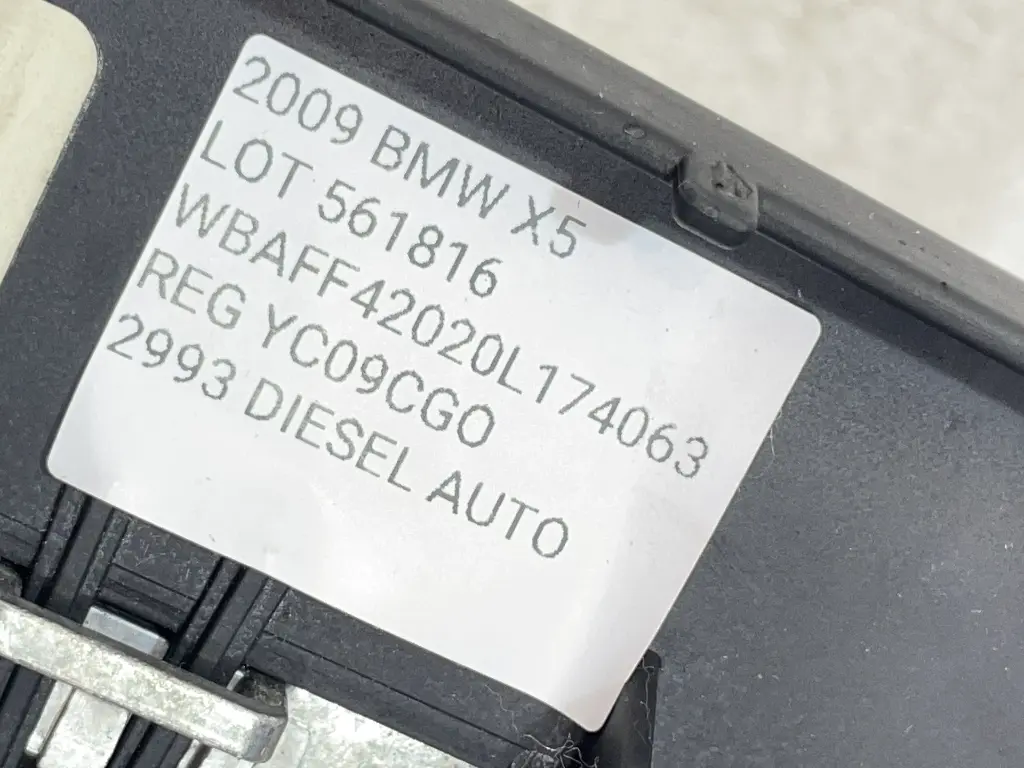 2009 BMW X5
LOT 561816
WBAFF42020L174063
REG YC09CGO
2993 DIESEL AUTO